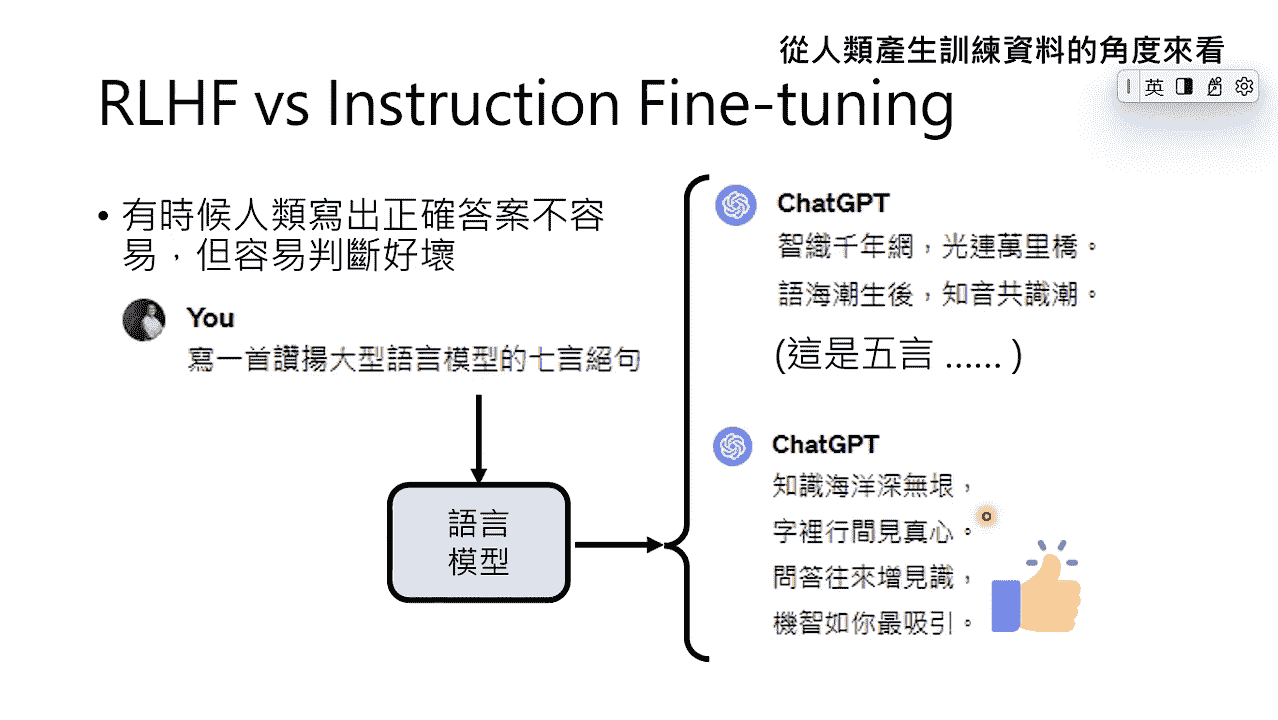 從人類產生訓練資料的角度來看
英
RLHF vs Instruction Fine-tuning
• 有時候人類寫出正確答案不容
易，但容易判斷好壞
You
寫一首讚揚大型語言模型的七言絕句
語言
模型
ChatGPT
智織千年網，光連萬里橋。
語海潮生後，知音共識潮。
(這是五言 …… )
ChatGPT
知識海洋深無垠，
字裡行間見真心。
問答往來增見識，
機智如你最吸引。